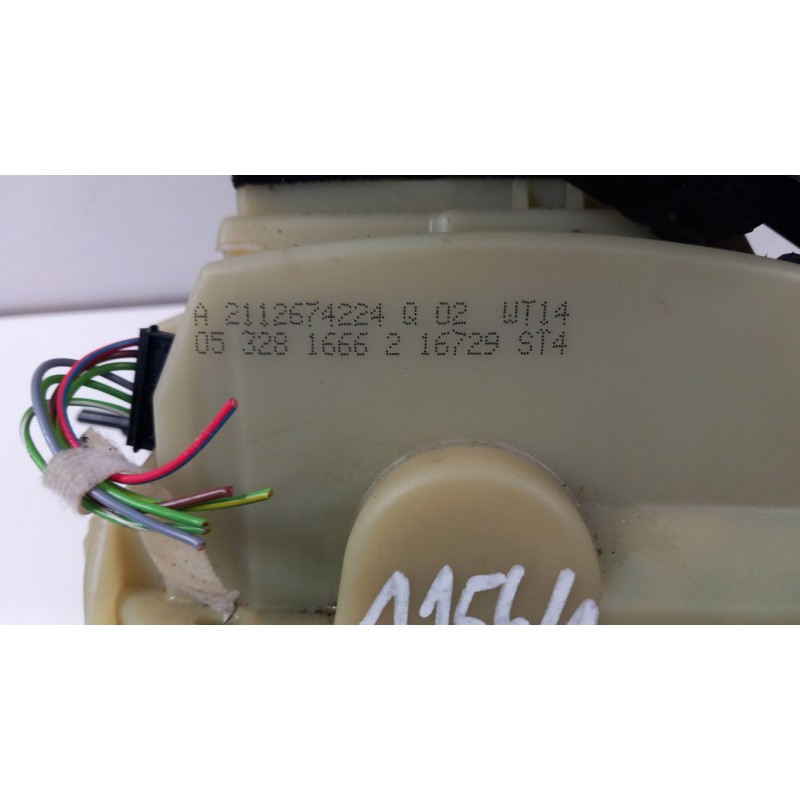 A 2112674224 Q 02 WT14
05 328 1666 2 16729 ST4